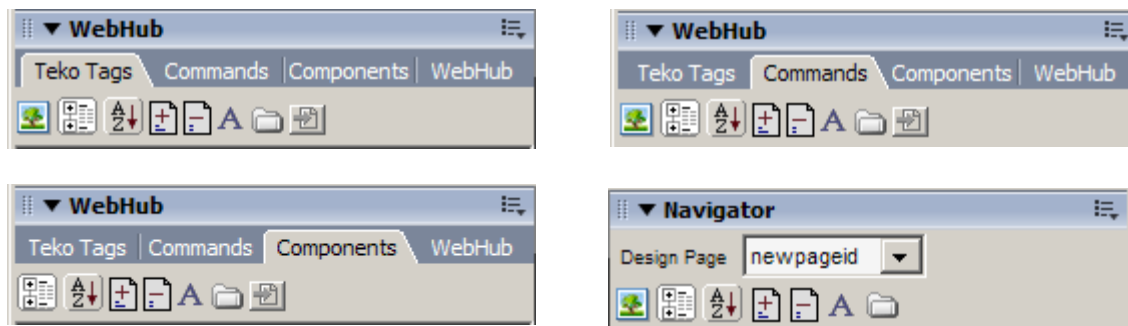 WebHub
Teko Tags Commands Components WebHub
A Z A
WebHub
Teko Tags Commands Components WebHub
A Z A
WebHub
Teko Tags Commands Components WebHub
A Z A
Navigator
Design Page newpageid
A Z A